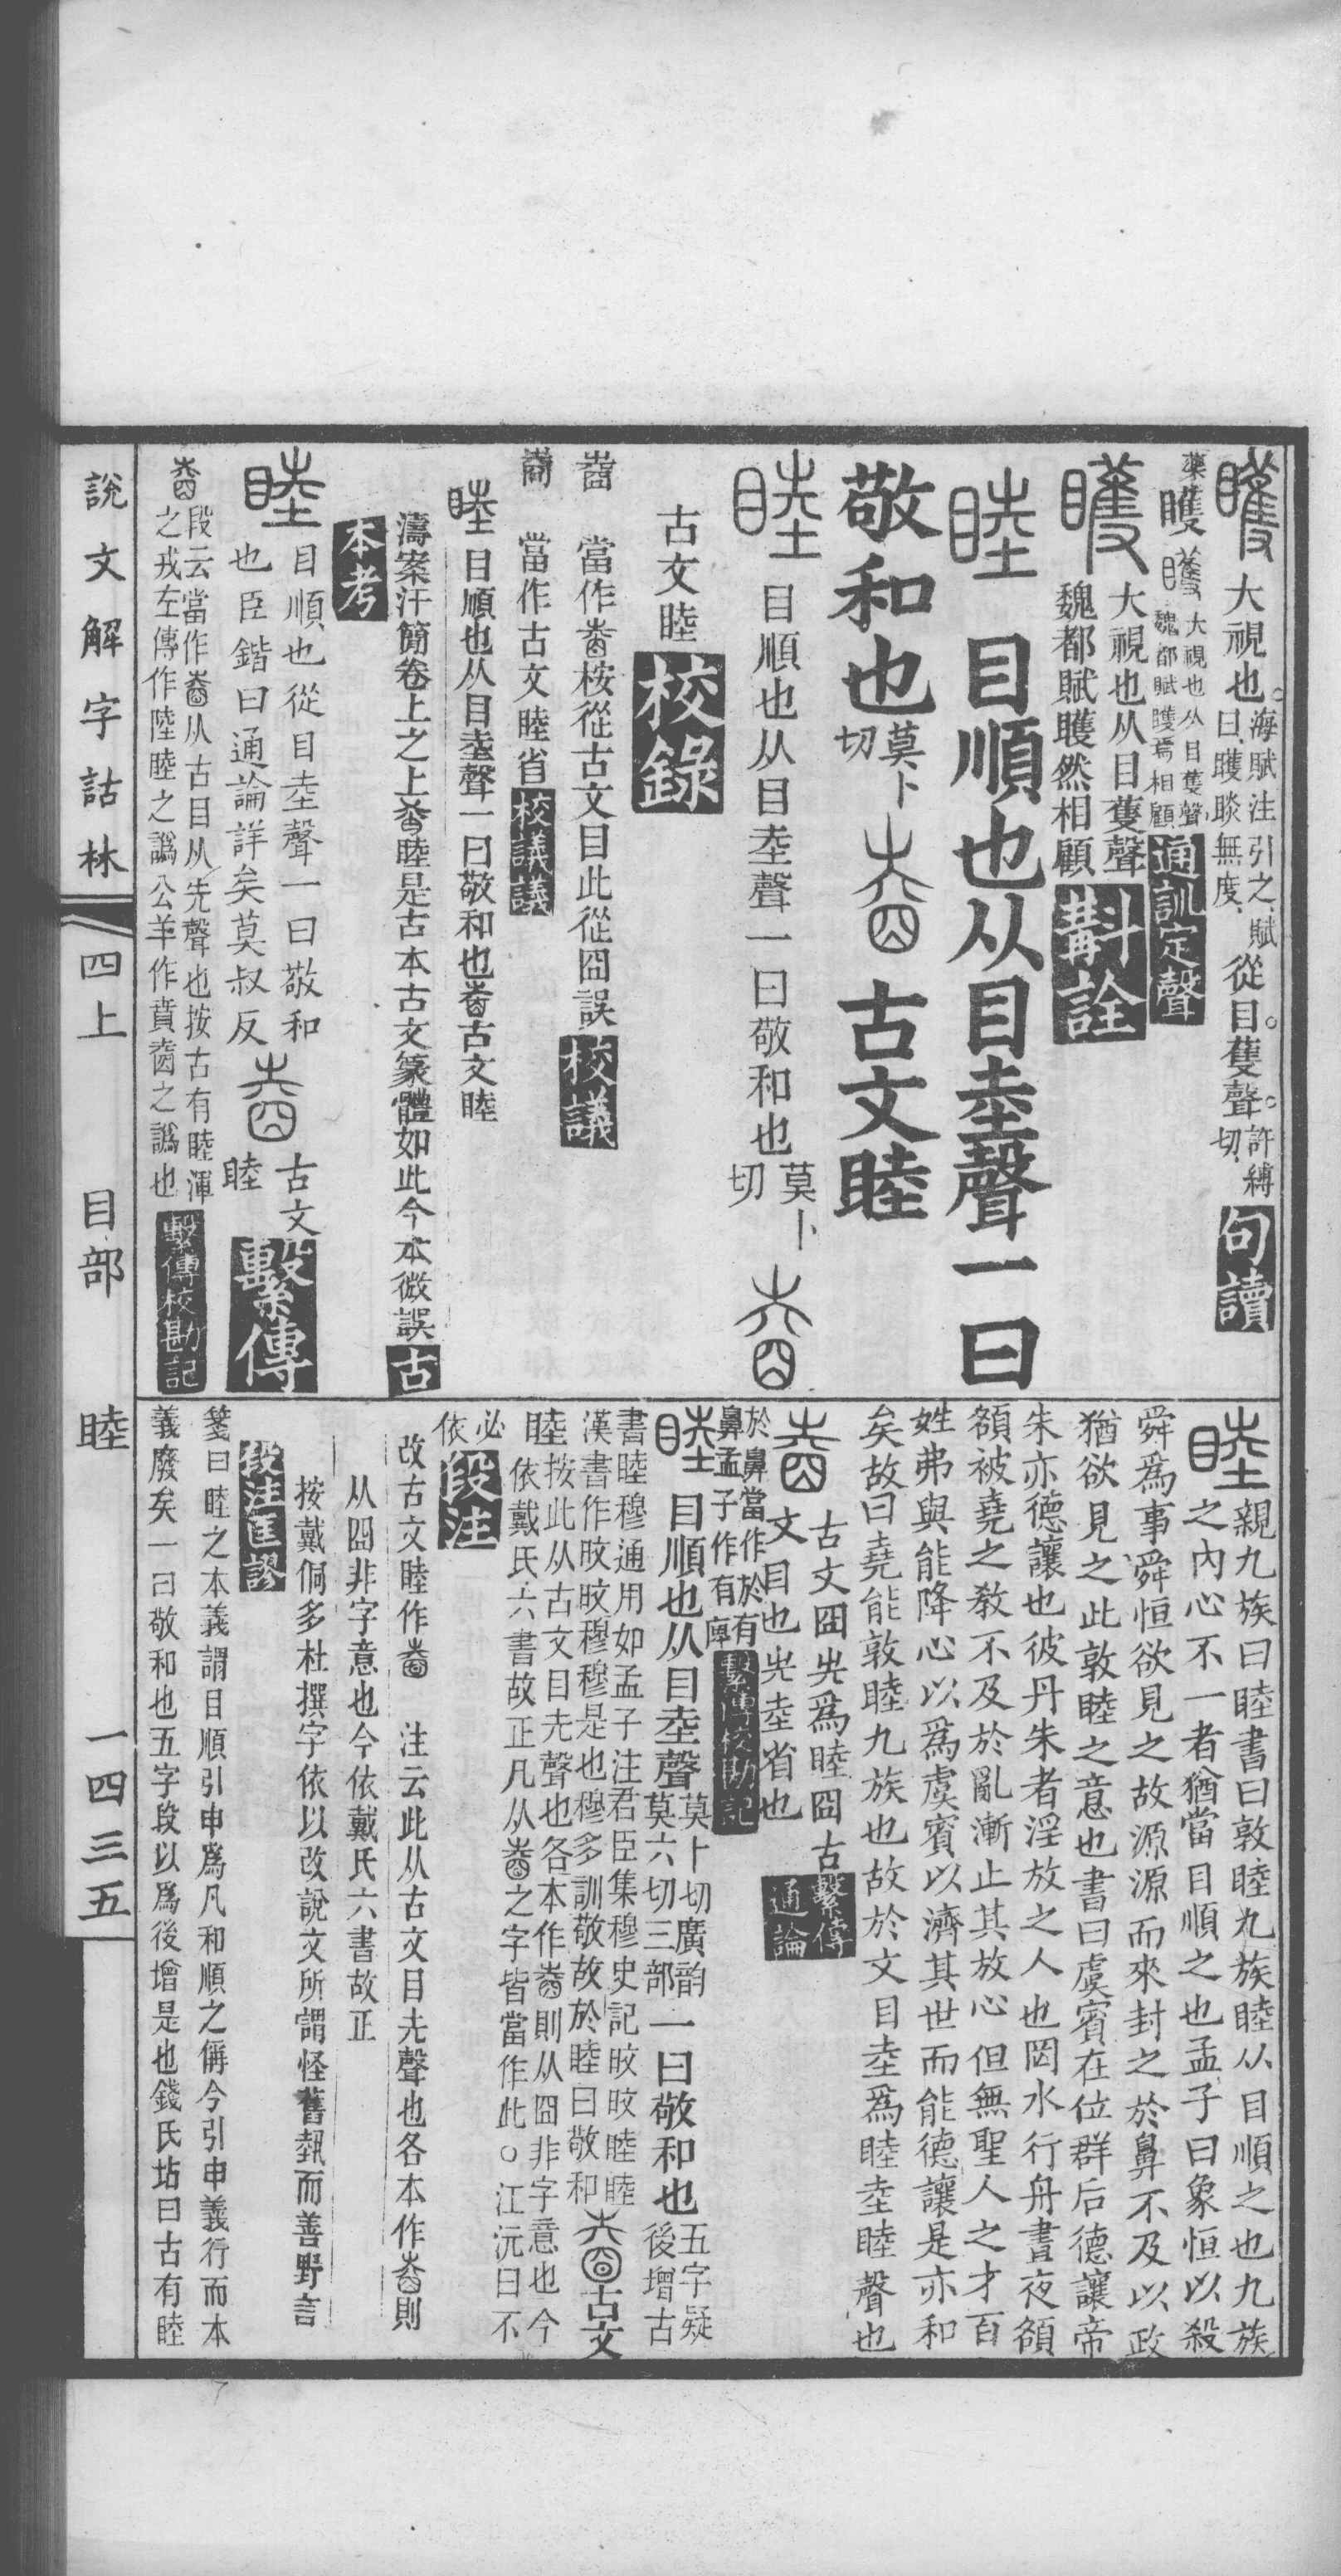 大視也海賦注引之賦曰矆睒無度從目蒦聲許縛切句讀
矆大視也从目蒦聲魏都賦矆焉相顧通訓定聲
大視也从目蒦聲魏都賦矆然相顧斠詮
睦目順也从目坴聲一曰
敬和也莫卜切古文睦
睦目順也从目坴聲一曰敬和也莫卜切
古文睦校錄
當作桉從古文目此從囧誤校議
當作古文睦省校議議
睦目順也从目坴聲一曰敬和也古文睦
濤案汗簡卷上之上睦是古本古文篆體如此今本微誤古
本考
睦目順也從目坴聲一曰敬和也臣鍇曰通論詳矣莫叔反古文睦繫傳
段云當作从古目从先聲也按古有睦渾之戎左傳作陸睦之譌公羊作賁之譌也繫傳校勘記
睦親九族曰睦書曰敦睦九族睦从目順之也九族
之內心不一者猶當目順之也孟子曰象恒以殺
舜爲事舜恒欲見之故源源而來封之於鼻不及以政
猶欲見之此敦睦之意也書曰虞賓在位群后德讓帝
朱亦德讓也彼丹朱者淫放之人也罔水行舟晝夜頟
頟被堯之教不及於亂漸止其放心但無聖人之才百
姓弗與能降心以爲虞賓以濟其世而能德讓是亦和
矣故曰堯能敦睦九族也故於文目坴爲睦坴睦聲也
古文囧圥爲睦囧古文目也圥坴省也繫傳通論
於鼻當作於有鼻孟子作有庳繫傳校勘記
睦目順也从目坴聲莫卜切廣韵莫六切三部一曰敬和也五字疑後增古
書睦穆通用如孟子注君臣集穆史記旼旼睦睦漢書作旼旼穆穆是也穆多訓敬故於睦曰敬和古文
睦按此从古文目圥聲也各本作則从囧非字意也今依戴氏六書故正凡从之字皆當作此○江沅曰不
必依段注
改古文睦作　注云此从古文目圥聲也各本作則
从囧非字意也今依戴氏六書故正
按戴侗多杜撰字依以改說文所謂怪舊埶而善野言
段注匡謬
箋曰睦之本義謂目順引申爲凡和順之偁今引申義行而本
義廢矣一曰敬和也五字段以爲後增是也錢氏坫曰古有睦
說文解字詁林　四上　目部　睦　一四三五